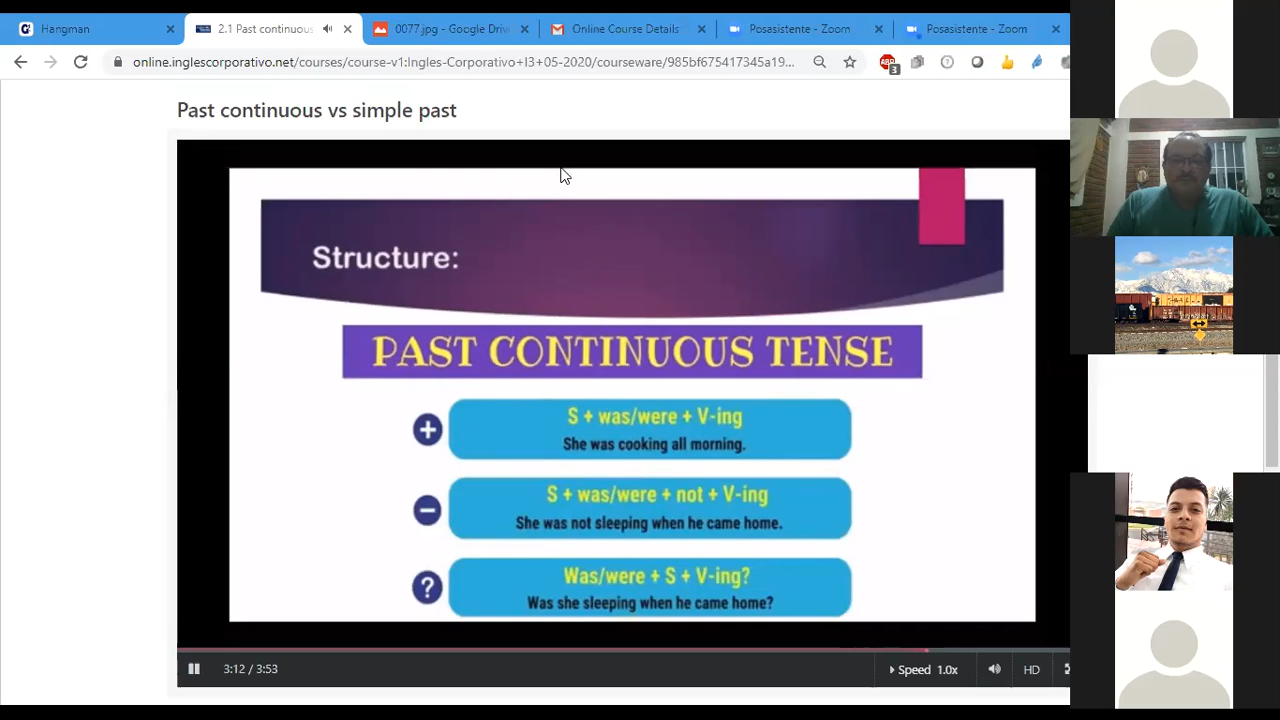 Hangman
2.1 Past continuous
0077.jpg - Google Driv
Online Course Details
Posasistente - Zoom
Posasistente - Zoom
online.inglescorporativo.net/courses/course-v1:Ingles-Corporativo+I3+05-2020/courseware/985bf675417345a19...
3
Past continuous vs simple past
Structure:
PAST CONTINUOUS TENSE
+
S + was/were + V-ing
She was cooking all morning.
−
S + was/were + not + V-ing
She was not sleeping when he came home.
?
Was/were + S + V-ing?
Was she sleeping when he came home?
3:12 / 3:53
Speed 1.0x
HD